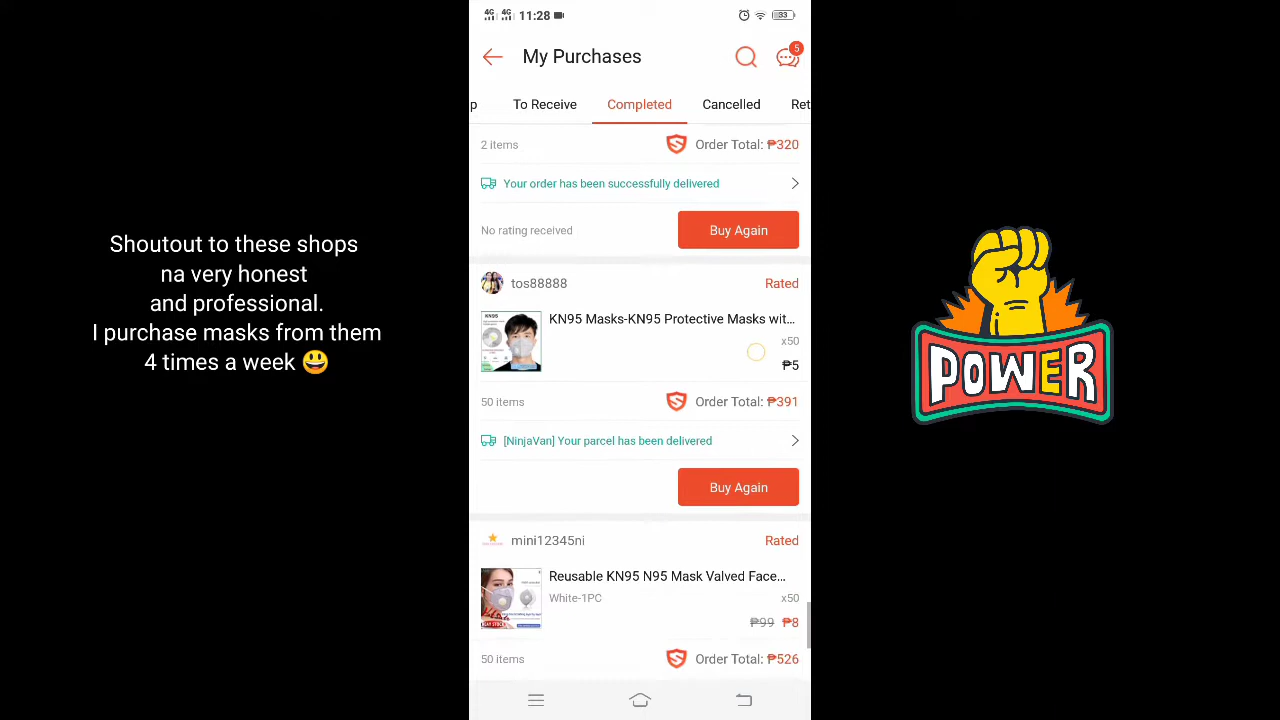 4G 4G 11:28 33
My Purchases 5
p To Receive Completed Cancelled Ret
2 items Order Total: ₱320
Your order has been successfully delivered
No rating received Buy Again
tos88888 Rated
KN95
KN95 Masks-KN95 Protective Masks wit...
x50
₱5
50 items Order Total: ₱391
[NinjaVan] Your parcel has been delivered
Buy Again
mini12345ni Rated
Reusable KN95 N95 Mask Valved Face...
White-1PC x50
₱99 ₱8
50 items Order Total: ₱526
Shoutout to these shops
na very honest
and professional.
I purchase masks from them
4 times a week 😃
POWER